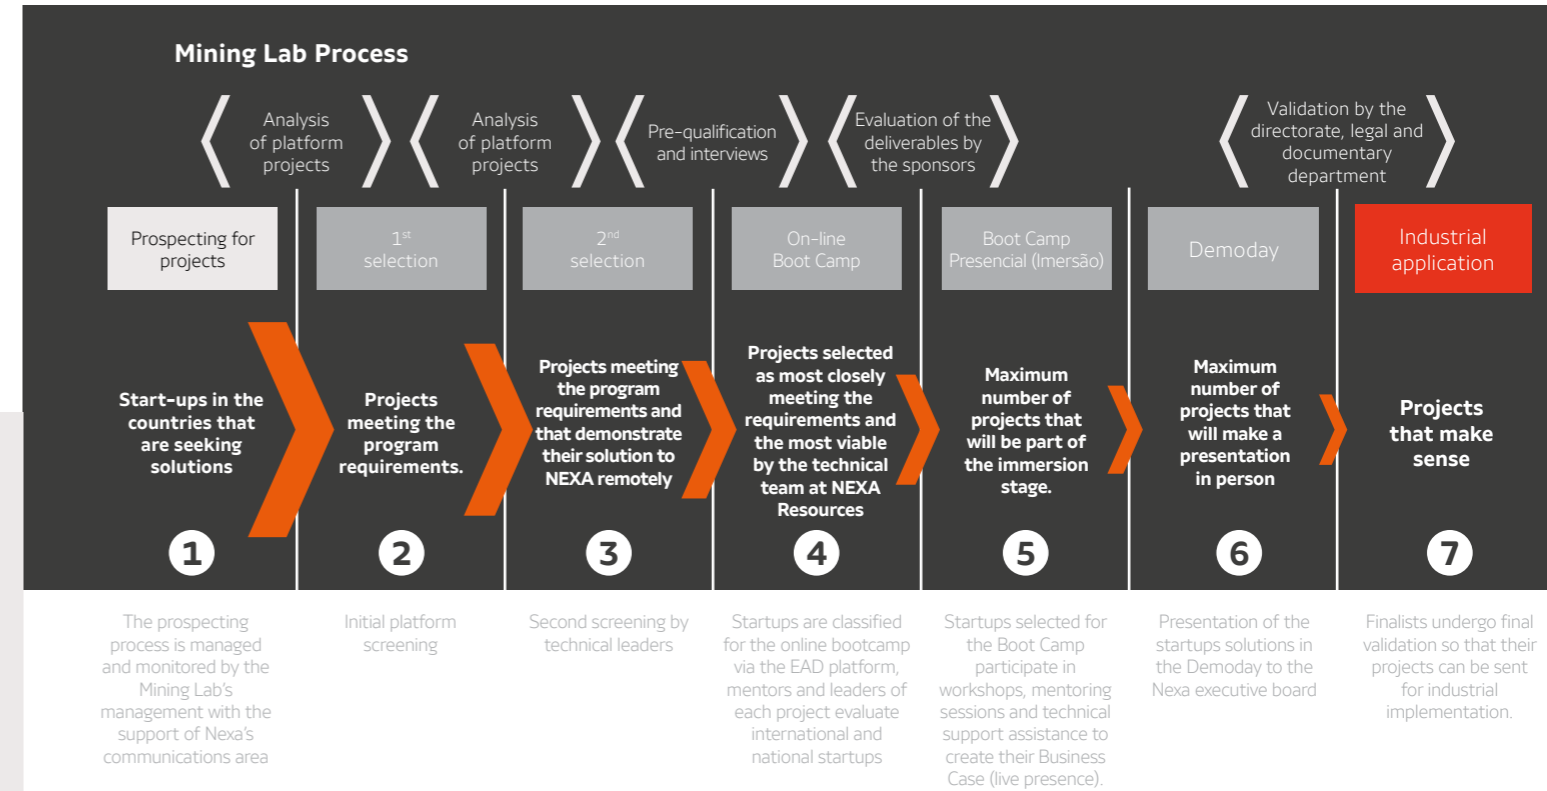 Mining Lab Process
Analysis
of platform
projects
Analysis
of platform
projects
Pre-qualification
and interviews
Evaluation of the
deliverables by
the sponsors
Validation by the
directorate, legal and
documentary
department
Prospecting for
projects
1st
selection
2nd
selection
On-line
Boot Camp
Boot Camp
Presencial (Imersão)
Demoday
Industrial
application
Start-ups in the
countries that
are seeking
solutions
Projects
meeting the
program
requirements.
Projects meeting
the program
requirements and
that demonstrate
their solution to
NEXA remotely
Projects selected
as most closely
meeting the
requirements and
the most viable
by the technical
team at NEXA
Resources
Maximum
number of
projects that
will be part of
the immersion
stage.
Maximum
number of
projects that
will make a
presentation
in person
Projects
that make
sense
1
2
3
4
5
6
7
The prospecting
process is managed
and monitored by the
Mining Lab's
management with the
support of Nexa's
communications area
Initial platform
screening
Second screening by
technical leaders
Startups are classified
for the online bootcamp
via the EAD platform,
mentors and leaders of
each project evaluate
international and
national startups
Startups selected for
the Boot Camp
participate in
workshops, mentoring
sessions and technical
support assistance to
create their Business
Case (live presence).
Presentation of the
startups solutions in
the Demoday to the
Nexa executive board
Finalists undergo final
validation so that their
projects can be sent
for industrial
implementation.